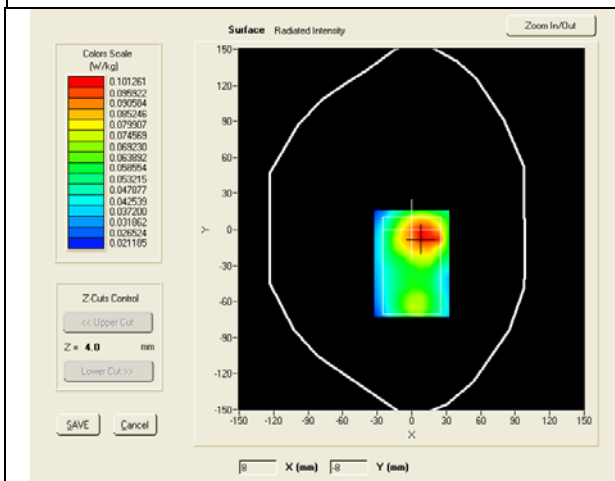 Surface Radiated Intensity
Zoom In/Out
Colors Scale
(W/kg)
0.101261
0.095922
0.090584
0.085246
0.079907
0.074569
0.069230
0.063892
0.058554
0.053215
0.047877
0.042539
0.037200
0.031862
0.026524
0.021185
Z-Cuts Control
<< Upper Cut
Z = 4.0 mm
Lower Cut >>
SAVE Cancel
150
120
90
60
30
0
-30
-60
-90
-120
-150
Y
-150 -120 -90 -60 -30 0 30 60 90 120 150
X
8 X (mm) -8 Y (mm)